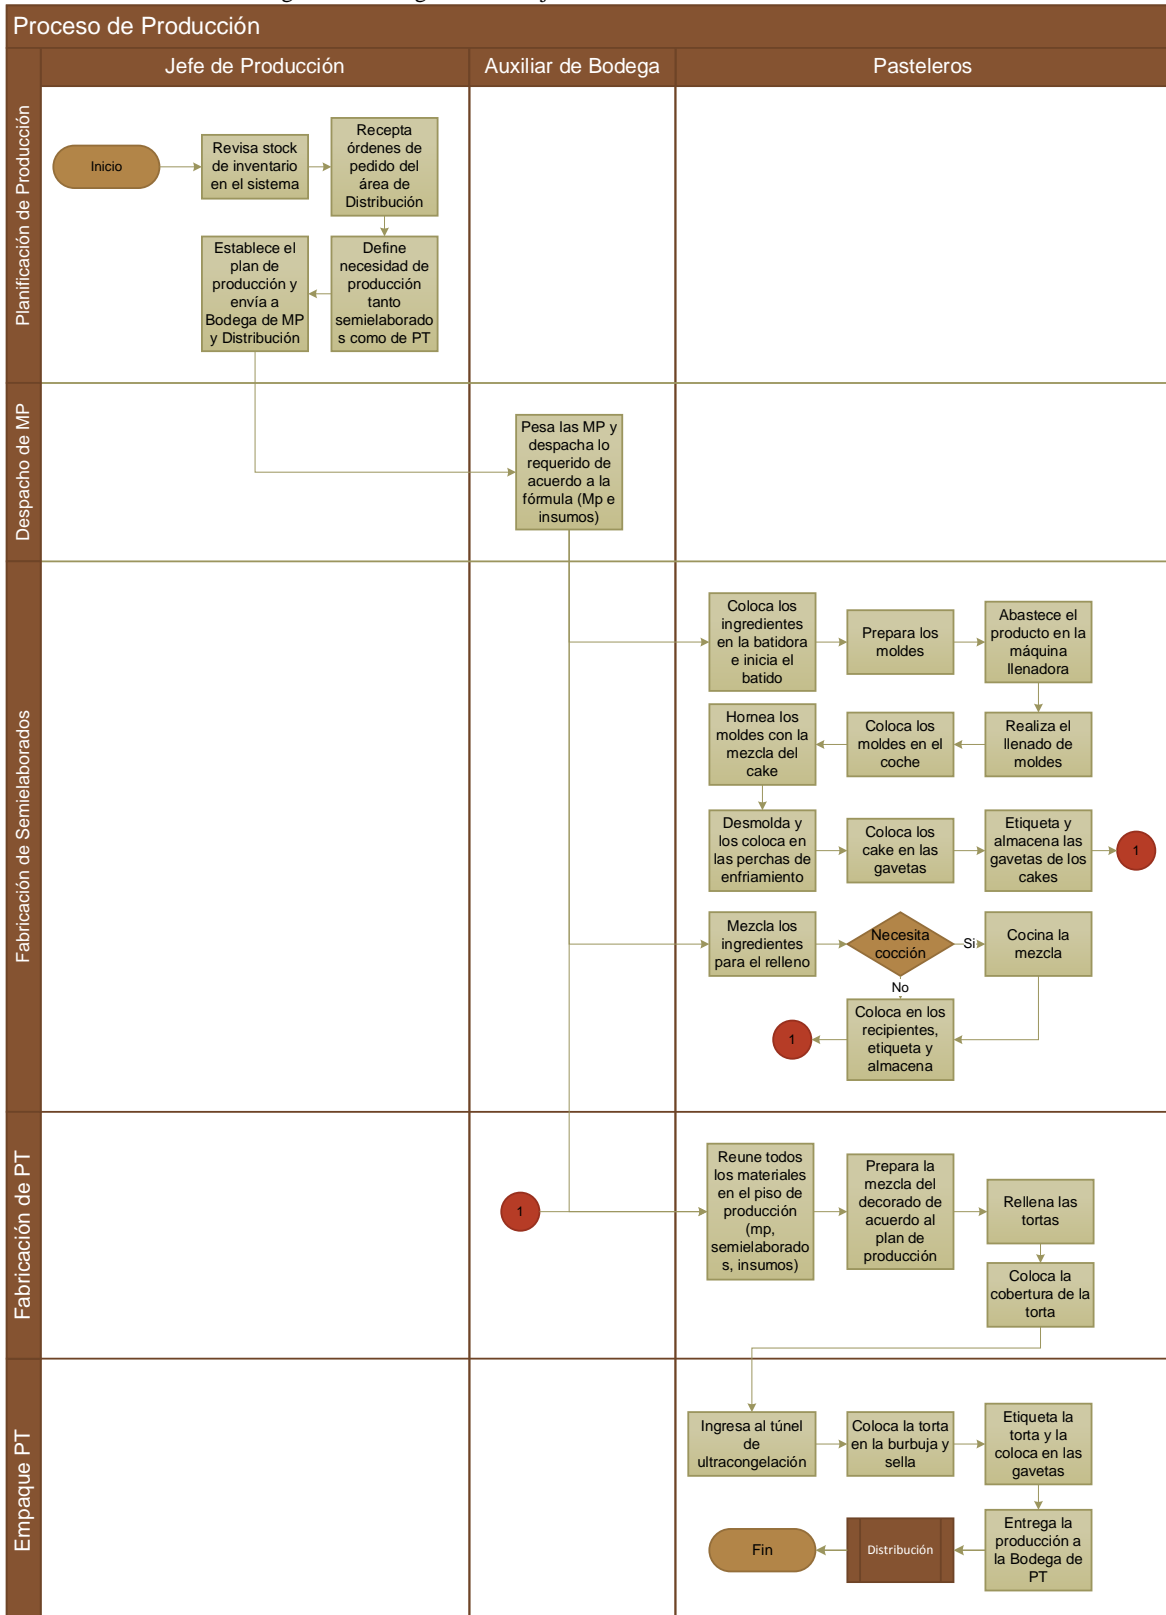 Proceso de Producción
Jefe de Producción
Auxiliar de Bodega
Pasteleros
Planificación de Producción
Inicio
Revisa stock
de inventario
en el sistema
Recepta
órdenes de
pedido del
área de
Distribución
Establece el
plan de
producción y
envía a
Bodega de MP
y Distribución
Define
necesidad de
producción
tanto
semielaborado
s como de PT
Despacho de MP
Pesa las MP y
despacha lo
requerido de
acuerdo a la
fórmula (Mp e
insumos)
Fabricación de Semielaborados
Coloca los
ingredientes
en la batidora
e inicia el
batido
Prepara los
moldes
Abastece el
producto en la
máquina
llenadora
Hornea los
moldes con la
mezcla del
cake
Coloca los
moldes en el
coche
Realiza el
llenado de
moldes
Desmolda y
los coloca en
las perchas de
enfriamiento
Coloca los
cake en las
gavetas
Etiqueta y
almacena las
gavetas de los
cakes
1
Mezcla los
ingredientes
para el relleno
Necesita
cocción
Si
Cocina la
mezcla
No
1
Coloca en los
recipientes,
etiqueta y
almacena
Fabricación de PT
1
Reune todos
los materiales
en el piso de
producción
(mp,
semielaborado
s, insumos)
Prepara la
mezcla del
decorado de
acuerdo al
plan de
producción
Rellena las
tortas
Coloca la
cobertura de la
torta
Empaque PT
Ingresa al túnel
de
ultracongelación
Coloca la torta
en la burbuja y
sella
Etiqueta la
torta y la
coloca en las
gavetas
Fin
Distribución
Entrega la
producción a
la Bodega de
PT